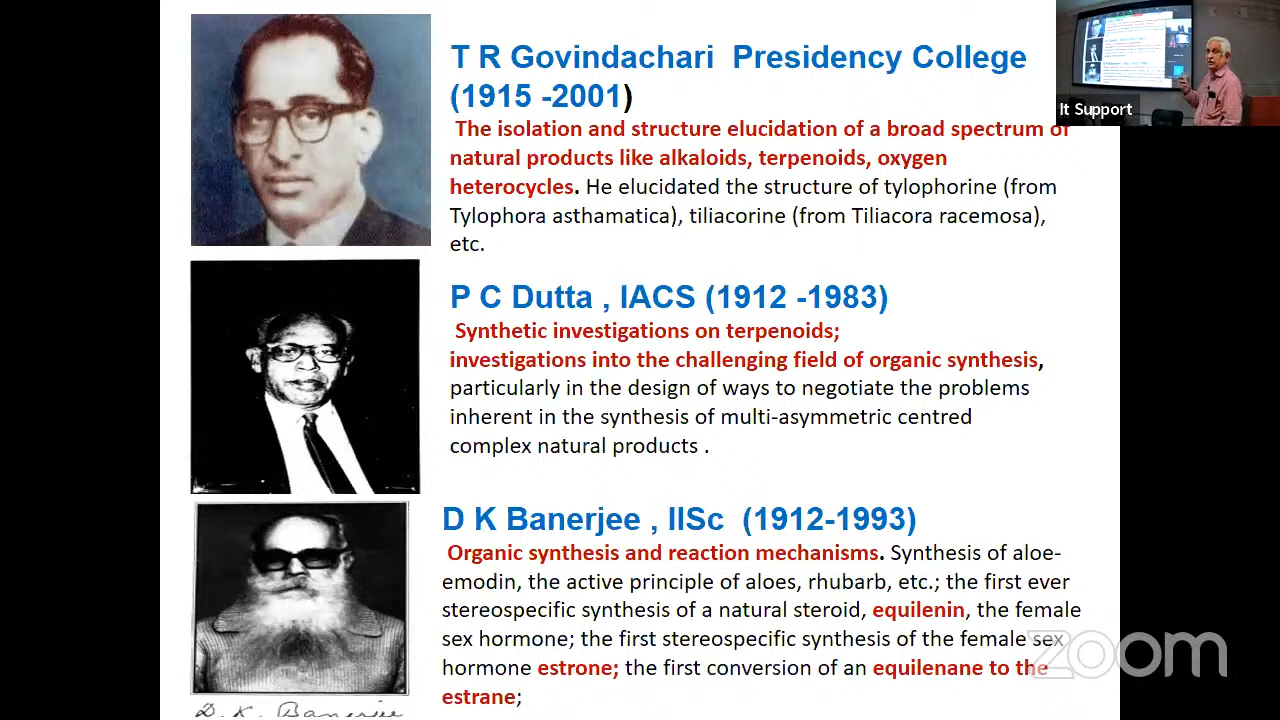 T R Govindachari Presidency College
(1915 -2001)
The isolation and structure elucidation of a broad spectrum of
natural products like alkaloids, terpenoids, oxygen
heterocycles. He elucidated the structure of tylophorine (from
Tylophora asthamatica), tiliacorine (from Tiliacora racemosa),
etc.
It Support
P C Dutta , IACS (1912 -1983)
Synthetic investigations on terpenoids;
investigations into the challenging field of organic synthesis,
particularly in the design of ways to negotiate the problems
inherent in the synthesis of multi-asymmetric centred
complex natural products .
D K Banerjee , IISc (1912-1993)
Organic synthesis and reaction mechanisms. Synthesis of aloe-
emodin, the active principle of aloes, rhubarb, etc.; the first ever
stereospecific synthesis of a natural steroid, equilenin, the female
sex hormone; the first stereospecific synthesis of the female sex
hormone estrone; the first conversion of an equilenane to the
estrane;
D. K. Banerjee
zoom